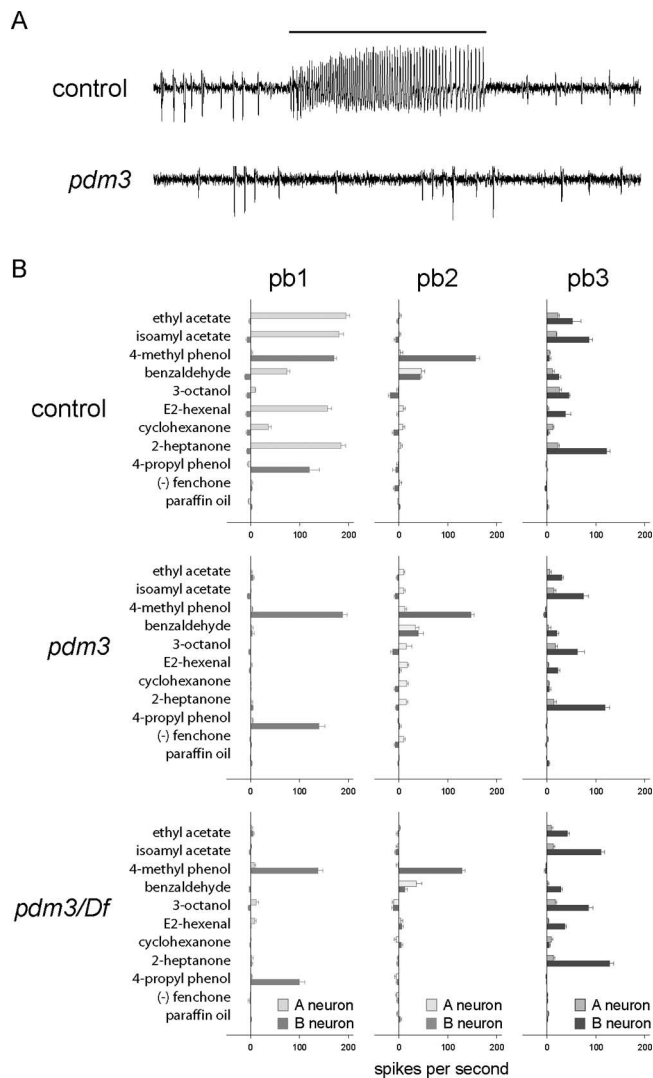 A
control
pdm3
B
pb1 pb2 pb3
control
ethyl acetate
isoamyl acetate
4-methyl phenol
benzaldehyde
3-octanol
E2-hexenal
cyclohexanone
2-heptanone
4-propyl phenol
(-) fenchone
paraffin oil
0 100 200 0 100 200 0 100
pdm3
ethyl acetate
isoamyl acetate
4-methyl phenol
benzaldehyde
3-octanol
E2-hexenal
cyclohexanone
2-heptanone
4-propyl phenol
(-) fenchone
paraffin oil
0 100 200 0 100 200 0 100
pdm3/Df
ethyl acetate
isoamyl acetate
4-methyl phenol
benzaldehyde
3-octanol
E2-hexenal
cyclohexanone
2-heptanone
4-propyl phenol
(-) fenchone
paraffin oil
A neuron A neuron A neuron
B neuron B neuron B neuron
0 100 200 0 100 200 0 100
spikes per second